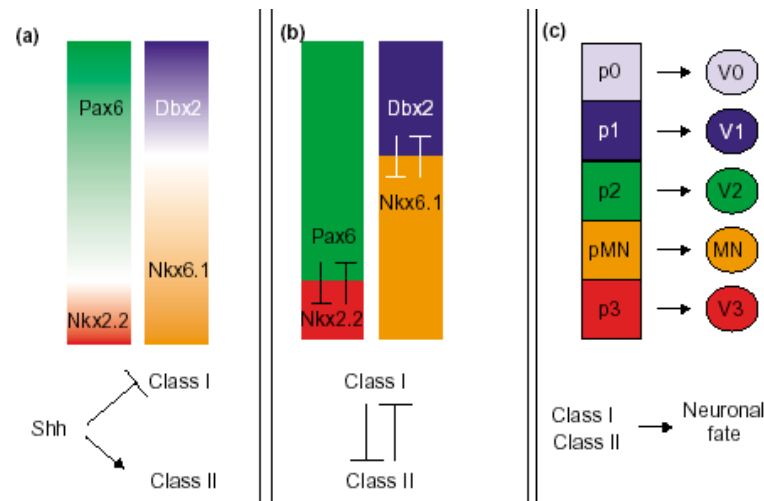 (a)
Pax6
Dbx2
Nkx6.1
Nkx2.2
Class I
Shh
Class II
(b)
Dbx2
Nkx6.1
Pax6
Nkx2.2
Class I
Class II
(c)
p0
V0
p1
V1
p2
V2
pMN
MN
p3
V3
Class I
Class II
Neuronal
fate